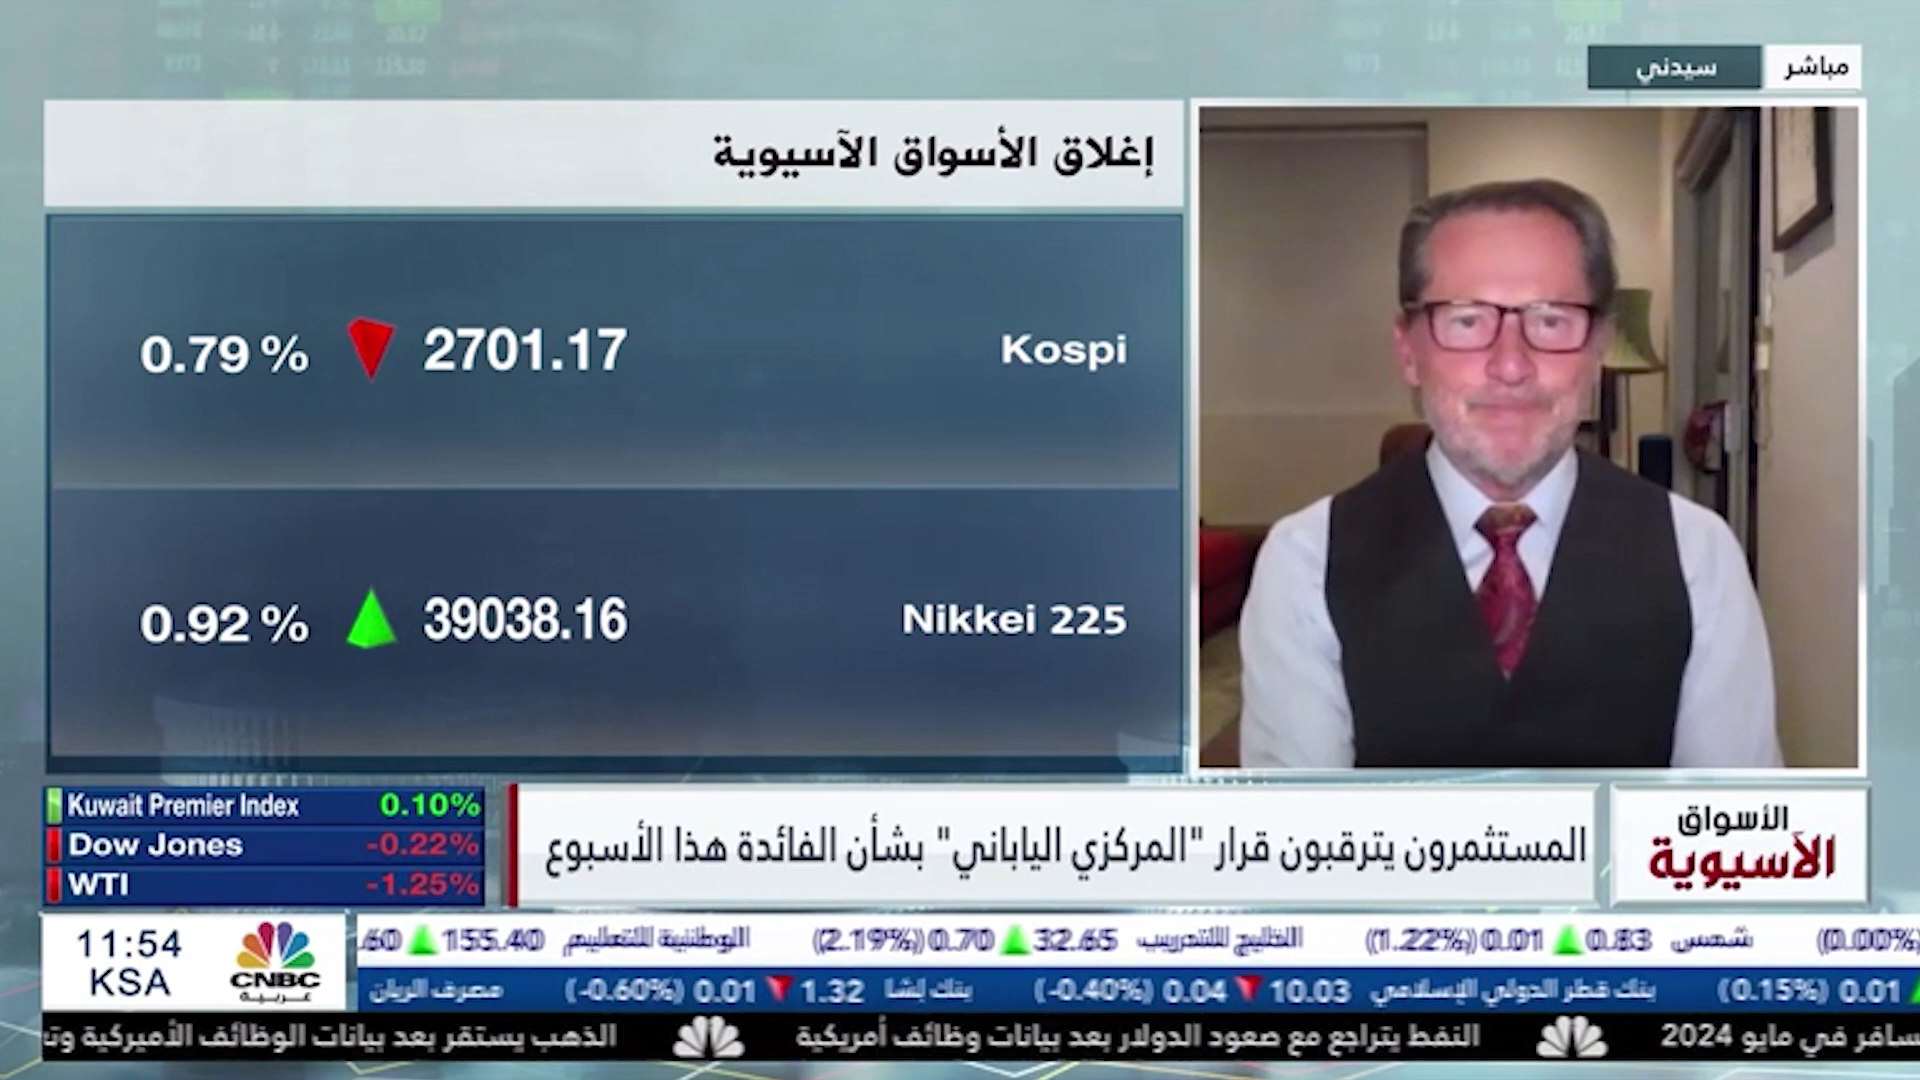 مباشر سيدني
إغلاق الأسواق الآسيوية
Kospi 2701.17 0.79 %
Nikkei 225 39038.16 0.92 %
الأسواق
الآسيوية
المستثمرون يترقبون قرار "المركزي الياباني" بشأن الفائدة هذا الأسبوع
Kuwait Premier Index 0.10%
Dow Jones -0.22%
WTI -1.25%
11:54
KSA
CNBC
عربية
(0.00%) شمس 0.83 0.01 (1.22%) الخليج للتدريب 32.65 0.70 (2.19%) الوطنية للتعليم 155.40 .60
0.01 (0.15%) بنك قطر الدولي الإسلامي 10.03 0.04 (-0.40%) بنك لشا 1.32 0.01 (-0.60%) مصرف الريان
سافر في مايو 2024 النفط يتراجع مع صعود الدولار بعد بيانات وظائف أمريكية الذهب يستقر بعد بيانات الوظائف الأميركية وتع